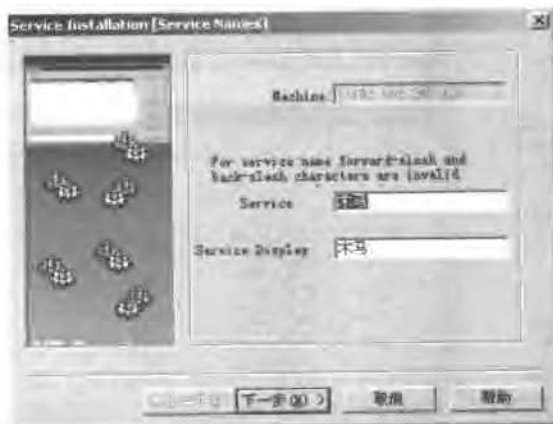 Service Installation [Service Names]
Machine
For service name forward-slash and
back-slash characters are invalid
Service
Service Display 木马
下一步(N) > 取消 帮助